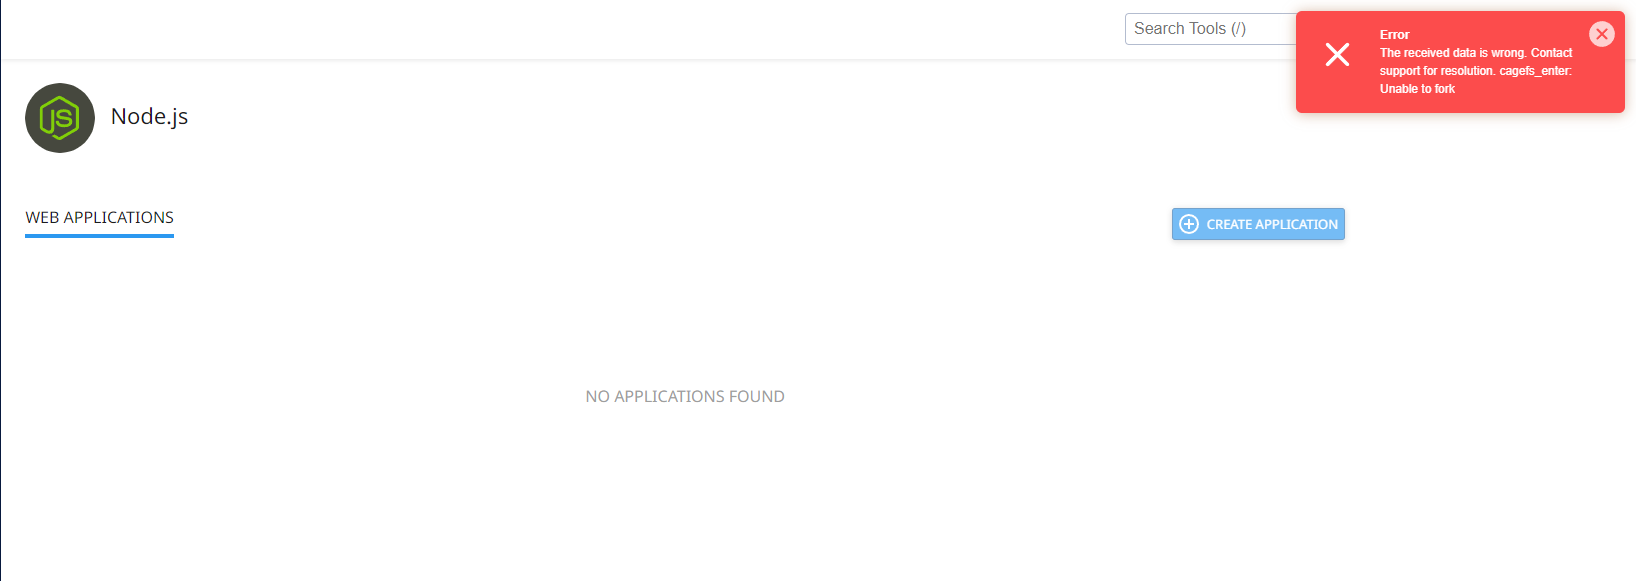 Search Tools (/)
Error
The received data is wrong. Contact
support for resolution. cagefs_enter:
Unable to fork
JS
Node.js
WEB APPLICATIONS
CREATE APPLICATION
NO APPLICATIONS FOUND